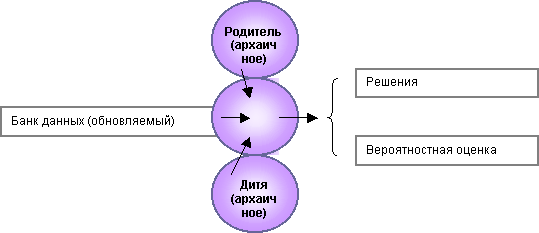 Родитель
(архаич
ное)
Решения
Банк данных (обновляемый)
Вероятностная оценка
Дитя
(архаич
ное)